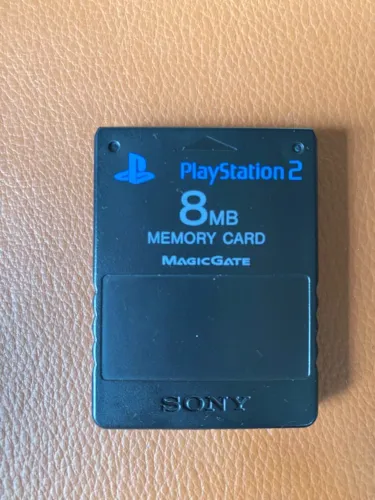 PlayStation 2
8MB
MEMORY CARD
MAGICGATE
SONY